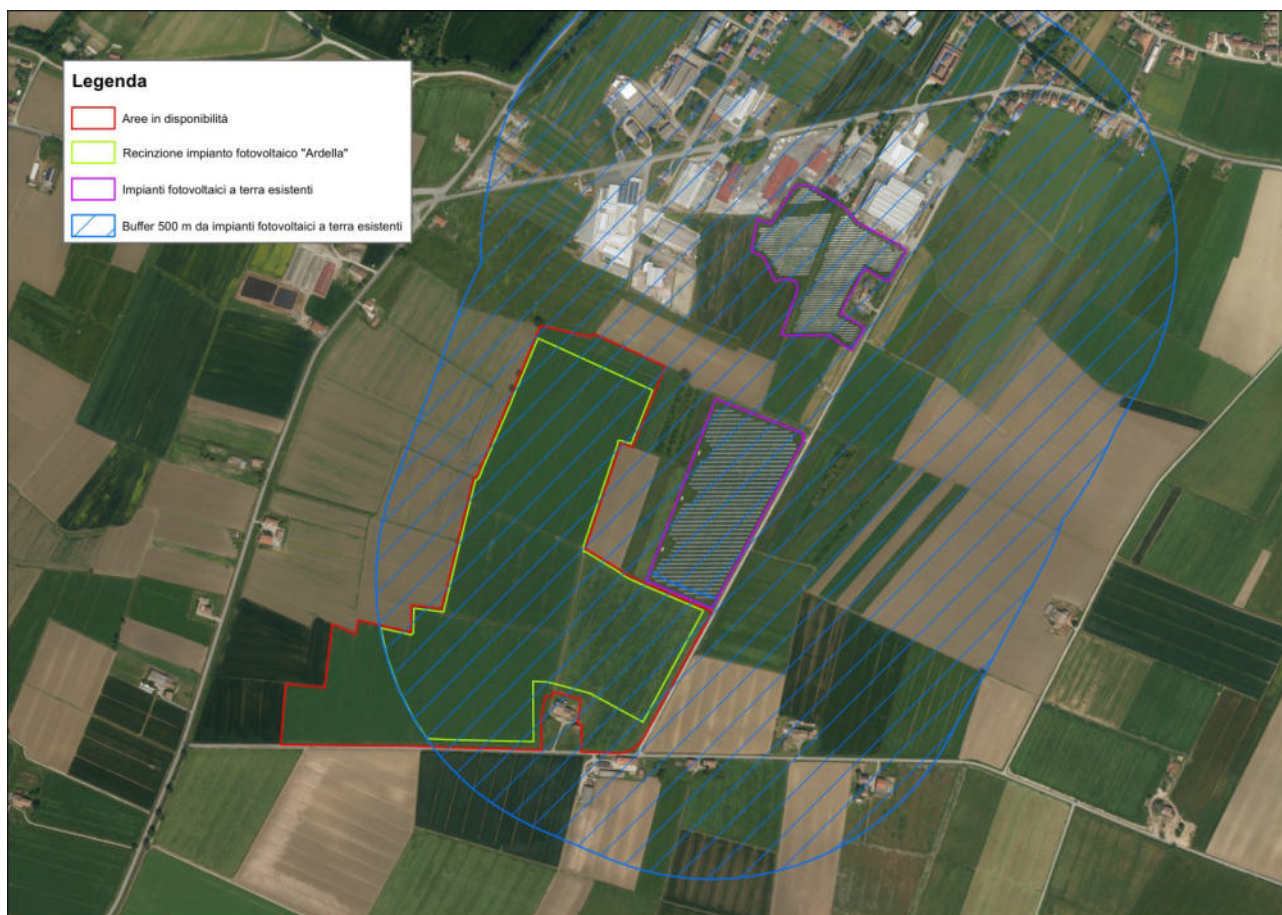 Legenda
Aree in disponibilità
Recinzione impianto fotovoltaico "Ardella"
Impianti fotovoltaici a terra esistenti
Buffer 500 m da impianti fotovoltaici a terra esistenti